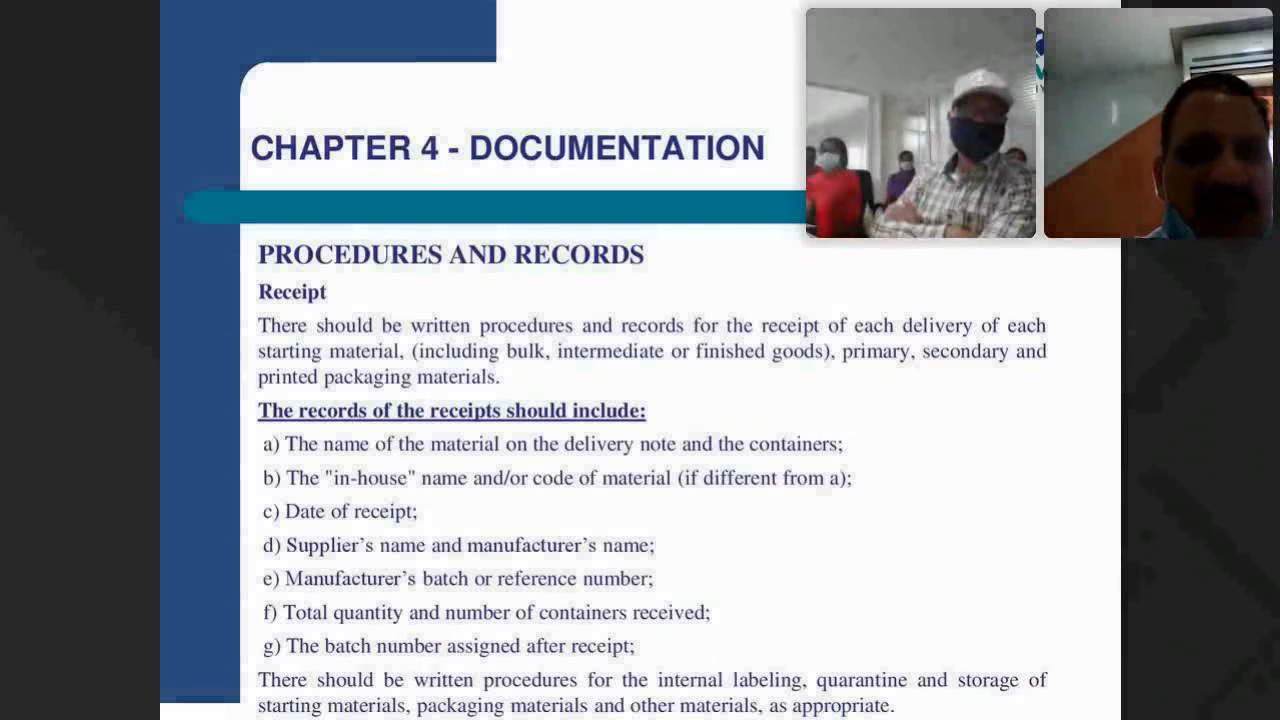 CHAPTER 4 - DOCUMENTATION
PROCEDURES AND RECORDS
Receipt
There should be written procedures and records for the receipt of each delivery of each
starting material, (including bulk, intermediate or finished goods), primary, secondary and
printed packaging materials.
The records of the receipts should include:
a) The name of the material on the delivery note and the containers;
b) The "in-house" name and/or code of material (if different from a);
c) Date of receipt;
d) Supplier’s name and manufacturer’s name;
e) Manufacturer’s batch or reference number;
f) Total quantity and number of containers received;
g) The batch number assigned after receipt;
There should be written procedures for the internal labeling, quarantine and storage of
starting materials, packaging materials and other materials, as appropriate.